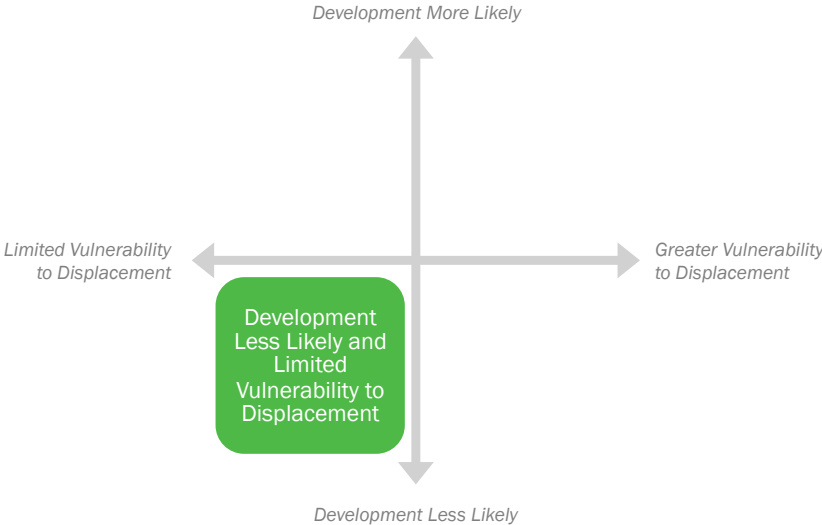 Development More Likely
Limited Vulnerability
to Displacement
Greater Vulnerability
to Displacement
Development
Less Likely and
Limited
Vulnerability to
Displacement
Development Less Likely